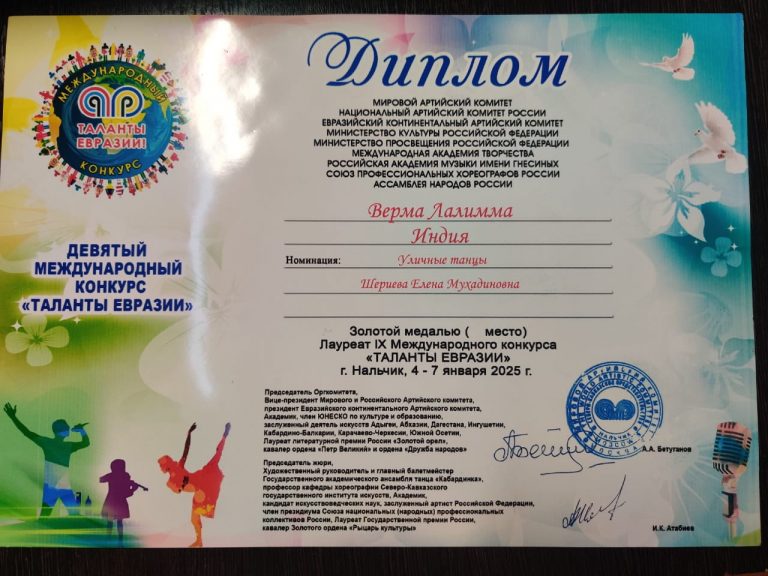 МЕЖДУНАРОДНЫЙ
ТАЛАНТЫ
ЕВРАЗИИ!
КОНКУРС
ДЕВЯТЫЙ
МЕЖДУНАРОДНЫЙ
КОНКУРС
«ТАЛАНТЫ ЕВРАЗИИ»
Диплом
МИРОВОЙ АРТИЙСКИЙ КОМИТЕТ
НАЦИОНАЛЬНЫЙ АРТИЙСКИЙ КОМИТЕТ РОССИИ
ЕВРАЗИЙСКИЙ КОНТИНЕНТАЛЬНЫЙ АРТИЙСКИЙ КОМИТЕТ
МИНИСТЕРСТВО КУЛЬТУРЫ РОССИЙСКОЙ ФЕДЕРАЦИИ
МИНИСТЕРСТВО ПРОСВЕЩЕНИЯ РОССИЙСКОЙ ФЕДЕРАЦИИ
МЕЖДУНАРОДНАЯ АКАДЕМИЯ ТВОРЧЕСТВА
РОССИЙСКАЯ АКАДЕМИЯ МУЗЫКИ ИМЕНИ ГНЕСИНЫХ
СОЮЗ ПРОФЕССИОНАЛЬНЫХ ХОРЕОГРАФОВ РОССИИ
АССАМБЛЕЯ НАРОДОВ РОССИИ
Верма Лалимма
Индия
Номинация: Уличные танцы
Шериева Елена Мухадиновна
Золотой медалью ( место)
Лауреат IX Международного конкурса
«ТАЛАНТЫ ЕВРАЗИИ»
г. Нальчик, 4 - 7 января 2025 г.
Председатель Оргкомитета,
Вице-президент Мирового и Российского Артийского комитета,
президент Евразийского континентального Артийского комитета,
Академик, член ЮНЕСКО по культуре и образованию,
заслуженный деятель искусств Адыгеи, Абхазии, Дагестана, Ингушетии,
Кабардино-Балкарии, Карачаево-Черкесии, Южной Осетии,
Лауреат литературной премии России «Золотой орел»,
кавалер ордена «Петр Великий» и ордена «Дружба народов»
А.А. Бетуганов
Председатель жюри,
Художественный руководитель и главный балетмейстер
Государственного академического ансамбля танца «Кабардинка»,
профессор кафедры хореографии Северо-Кавказского
государственного института искусств, Академик,
кандидат искусствоведческих наук, заслуженный артист Российской Федерации,
член президиума Союза национальных (народных) профессиональных
коллективов России, Лауреат Государственной премии России,
кавалер Золотого ордена «Рыцарь культуры»
И.К. Атабиев